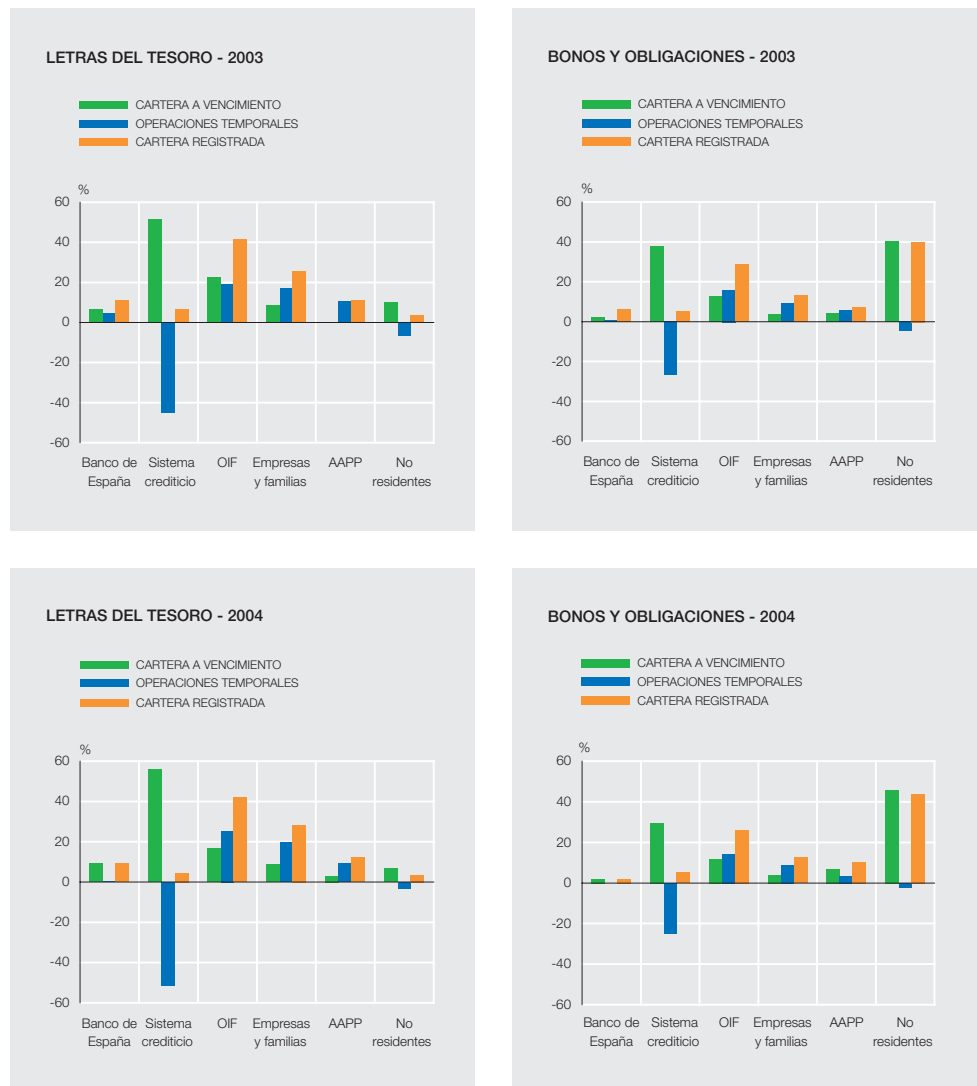 LETRAS DEL TESORO - 2003
CARTERA A VENCIMIENTO
OPERACIONES TEMPORALES
CARTERA REGISTRADA
%
60
40
20
0
-20
-40
-60
Banco de España
Sistema crediticio
OIF
Empresas y familias
AAPP
No residentes
BONOS Y OBLIGACIONES - 2003
CARTERA A VENCIMIENTO
OPERACIONES TEMPORALES
CARTERA REGISTRADA
%
60
40
20
0
-20
-40
-60
Banco de España
Sistema crediticio
OIF
Empresas y familias
AAPP
No residentes
LETRAS DEL TESORO - 2004
CARTERA A VENCIMIENTO
OPERACIONES TEMPORALES
CARTERA REGISTRADA
%
60
40
20
0
-20
-40
-60
Banco de España
Sistema crediticio
OIF
Empresas y familias
AAPP
No residentes
BONOS Y OBLIGACIONES - 2004
CARTERA A VENCIMIENTO
OPERACIONES TEMPORALES
CARTERA REGISTRADA
%
60
40
20
0
-20
-40
-60
Banco de España
Sistema crediticio
OIF
Empresas y familias
AAPP
No residentes